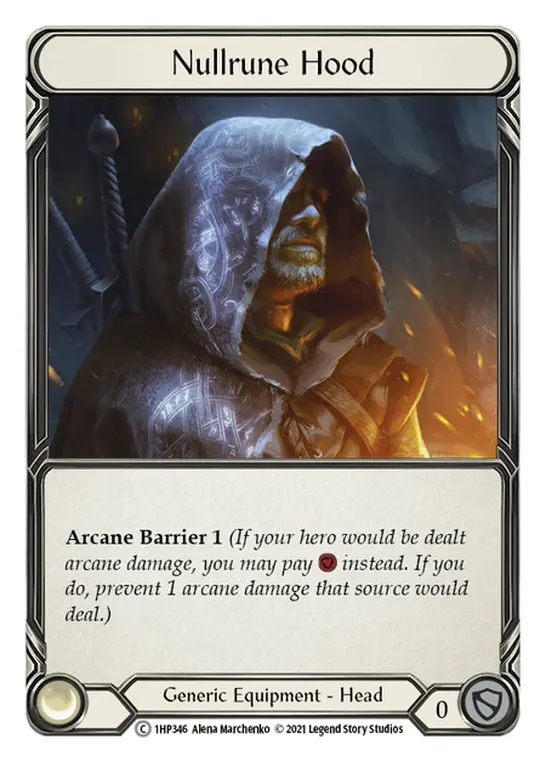 Nullrune Hood
Arcane Barrier 1 (If your hero would be dealt
arcane damage, you may pay instead. If you
do, prevent 1 arcane damage that source would
deal.)
Generic Equipment - Head
0
C 1HP346 Alena Marchenko © 2021 Legend Story Studios